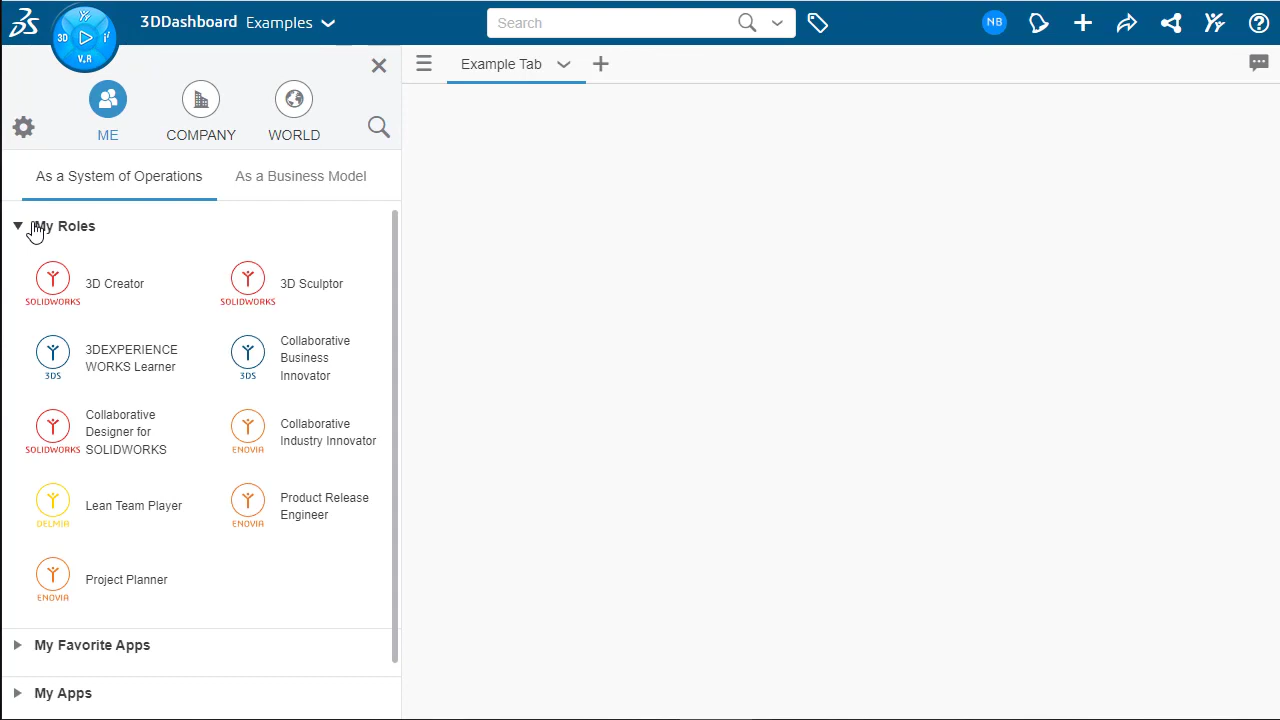 3DDashboard Examples
Search
NB
3D
V.R
Example Tab
ME
COMPANY
WORLD
As a System of Operations
As a Business Model
My Roles
SOLIDWORKS
3D Creator
SOLIDWORKS
3D Sculptor
3DS
3DEXPERIENCE
WORKS Learner
3DS
Collaborative
Business
Innovator
SOLIDWORKS
Collaborative
Designer for
SOLIDWORKS
ENOVIA
Collaborative
Industry Innovator
DELMIA
Lean Team Player
ENOVIA
Product Release
Engineer
ENOVIA
Project Planner
My Favorite Apps
My Apps